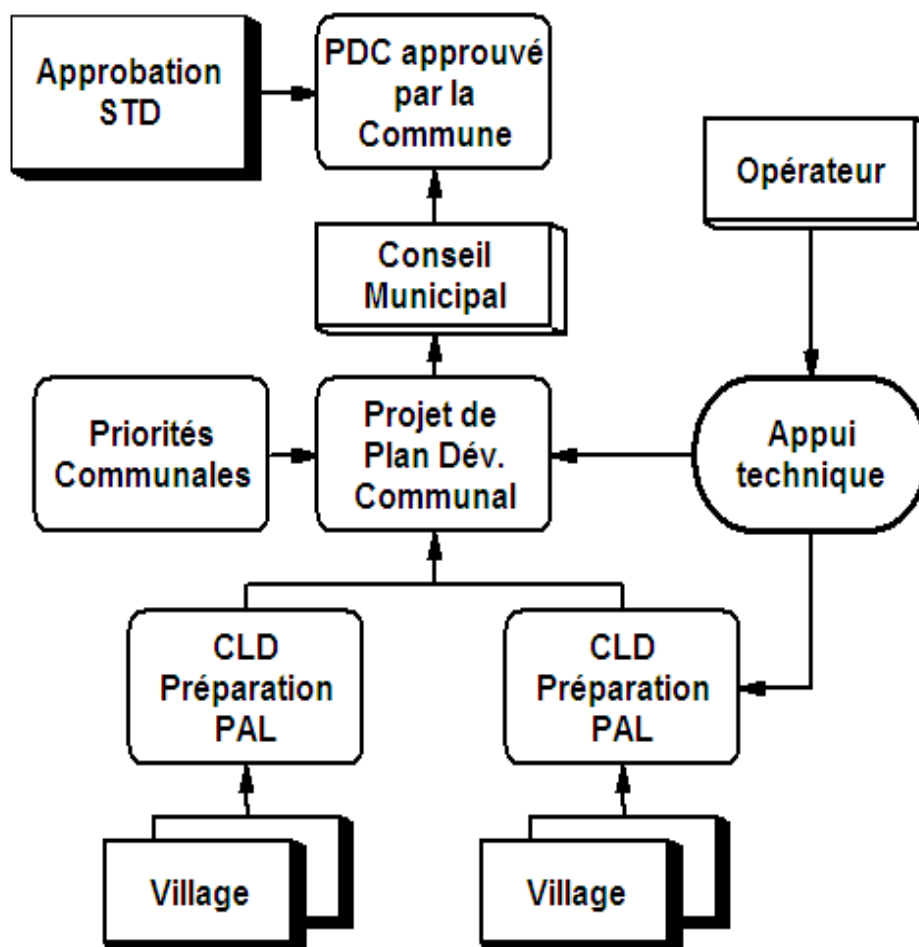 Approbation
STD
PDC approuvé
par la
Commune
Opérateur
Conseil
Municipal
Priorités
Communales
Projet de
Plan Dév.
Communal
Appui
technique
CLD
Préparation
PAL
CLD
Préparation
PAL
Village
Village